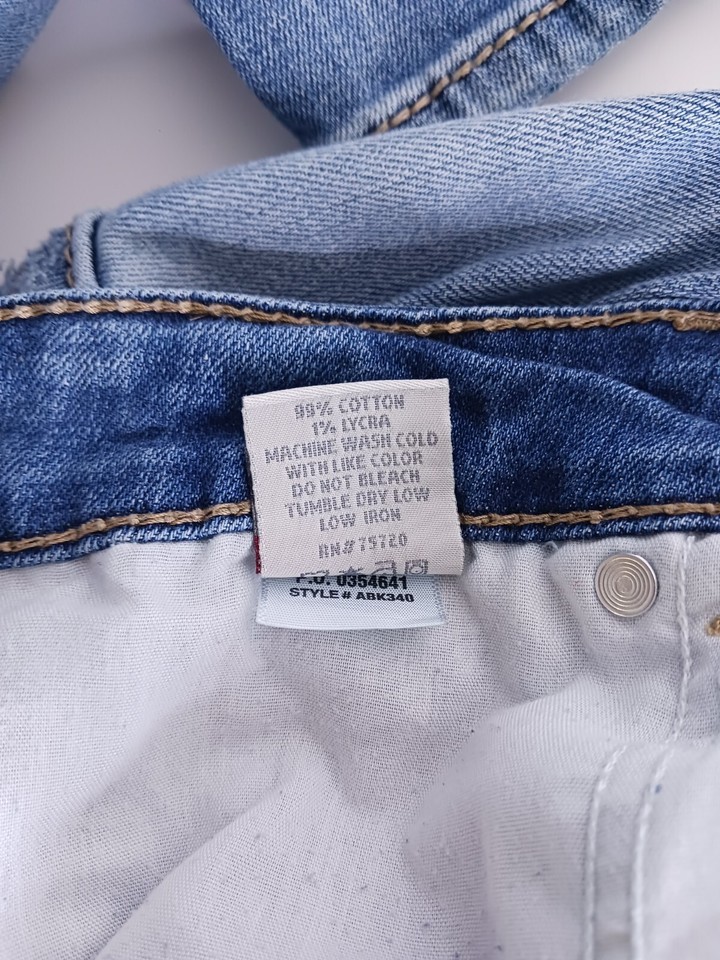 99% COTTON
1% LYCRA
MACHINE WASH COLD
WITH LIKE COLOR
DO NOT BLEACH
TUMBLE DRY LOW
LOW IRON
RN# 75720
P.O. 0354641
STYLE # ABK340